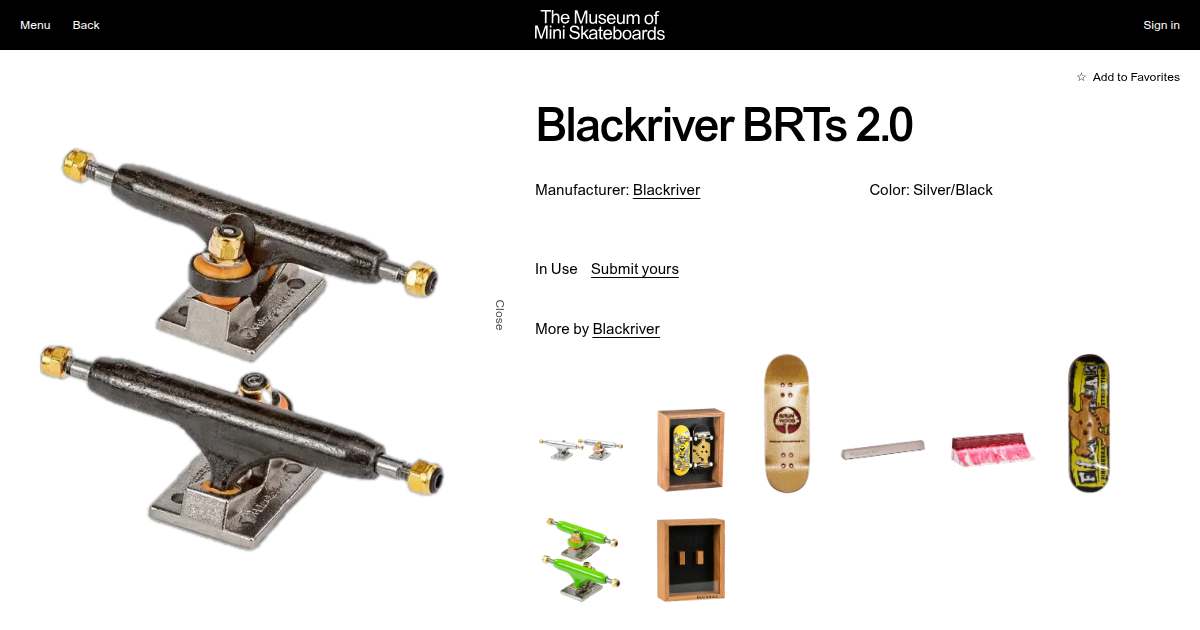 Menu
Back
The Museum of
Mini Skateboards
Sign in
☆ Add to Favorites
Blackriver BRTs 2.0
Manufacturer: Blackriver
Color: Silver/Black
In Use
Submit yours
Close
More by Blackriver